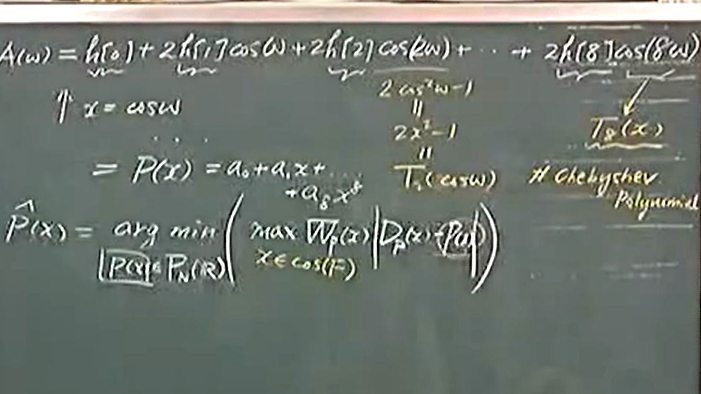 A(ω) = h[0] + 2h[1]cosω + 2h[2]cos(2ω) + ... + 2h[8]cos(8ω)
↑ x = cosω
2cos²ω-1
=
2x²-1
=
T₂(cosω)
T₈(x)
# Chebyshev Polynomial
...
= P(x) = a₀ + a₁x + ... + a₈x⁸
P̂(x) = arg min ( max W_p(x) |D_p(x) - P(x)| )
P(x)∈P_N(ℝ) x∈cos(F)